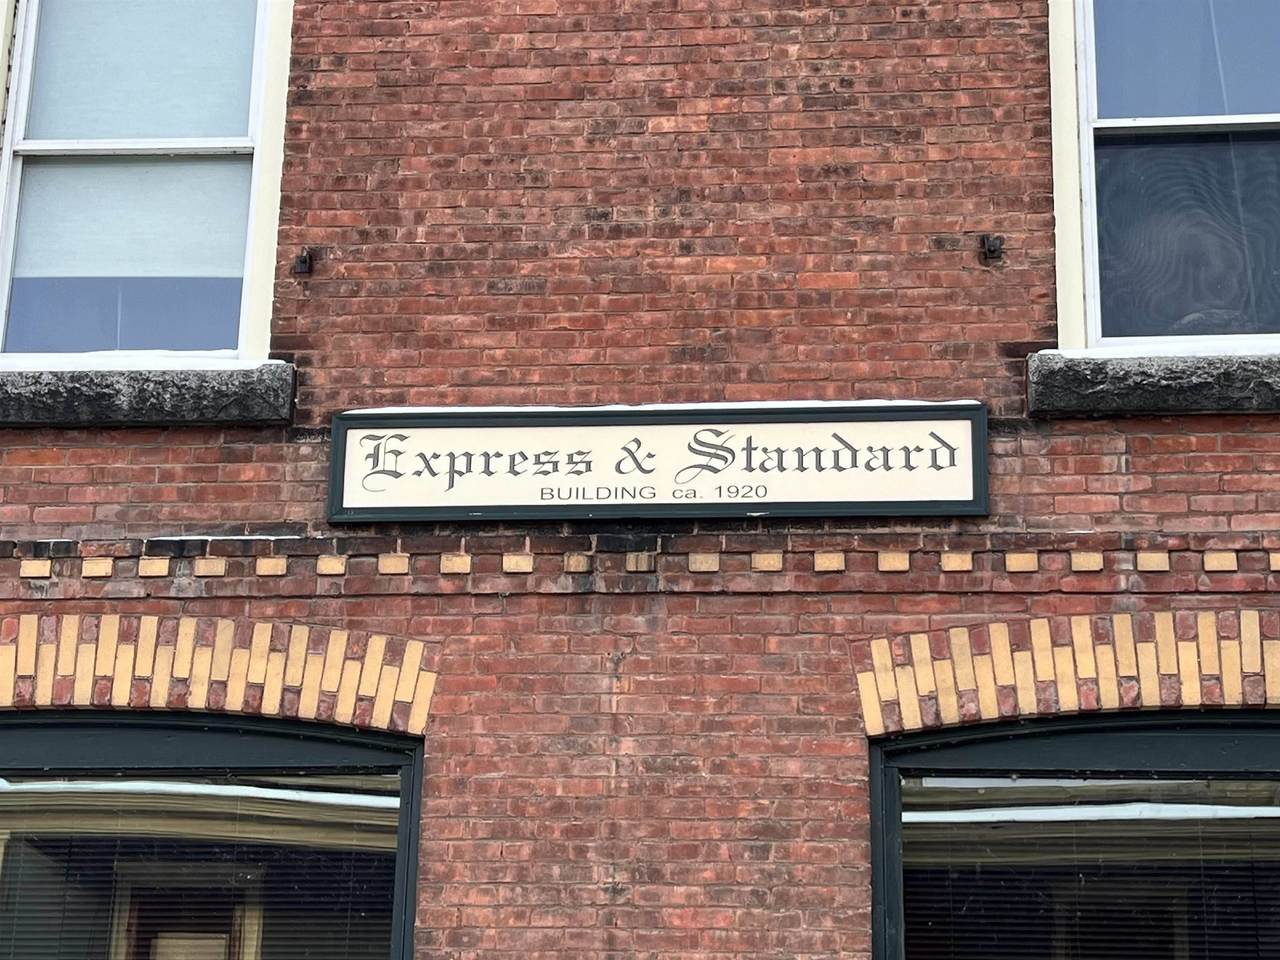 Express & Standard
BUILDING ca. 1920